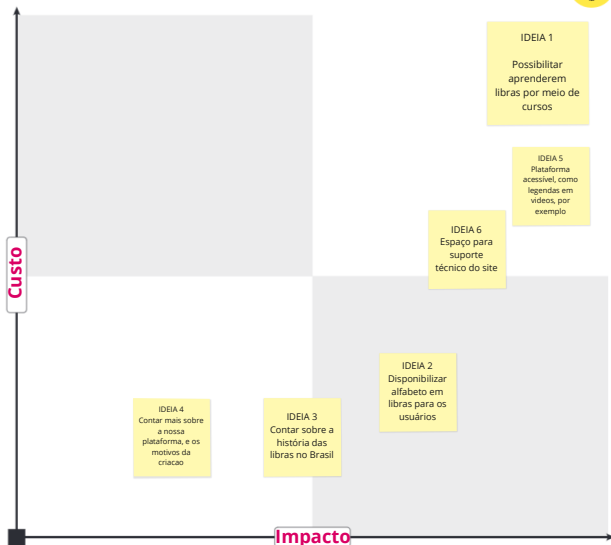 IDEIA 1
Possibilitar
aprenderem
libras por meio de
cursos
IDEIA 5
Plataforma
acessível, como
legendas em
videos, por
exemplo
IDEIA 6
Espaço para
suporte
técnico do site
Custo
IDEIA 2
Disponibilizar
alfabeto em
libras para os
usuários
IDEIA 4
Contar mais sobre
a nossa
plataforma, e os
motivos da
criacao
IDEIA 3
Contar sobre a
história das
libras no Brasil
Impacto